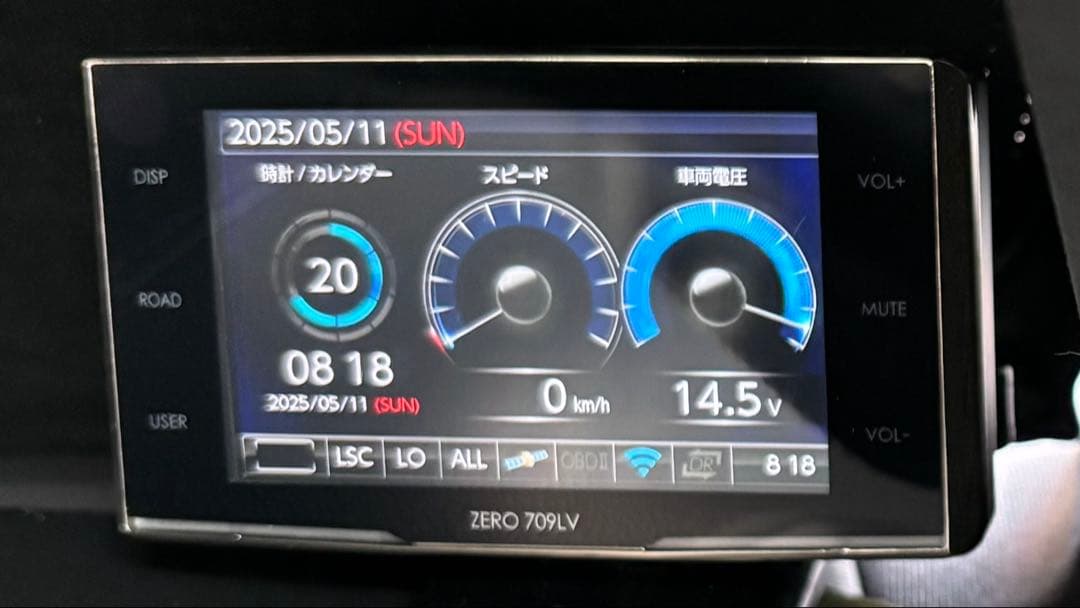 2025/05/11 (SUN)
DISP
時計 / カレンダー
スピード
車両電圧
VOL+
20
ROAD
MUTE
08 18
2025/05/11 (SUN)
0 km/h
14.5 V
USER
VOL-
LSC LO ALL OBDII OR 8 18
ZERO 709LV